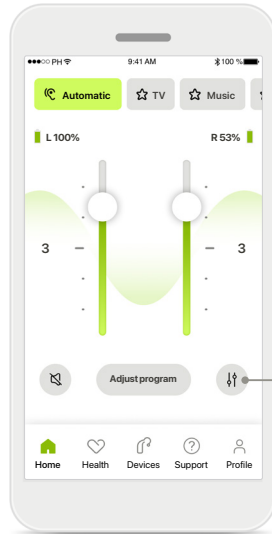 PH 9:41 AM 100 %
Automatic TV Music
L 100% R 53%
3 3
Adjust program
Home Health Devices Support Profile